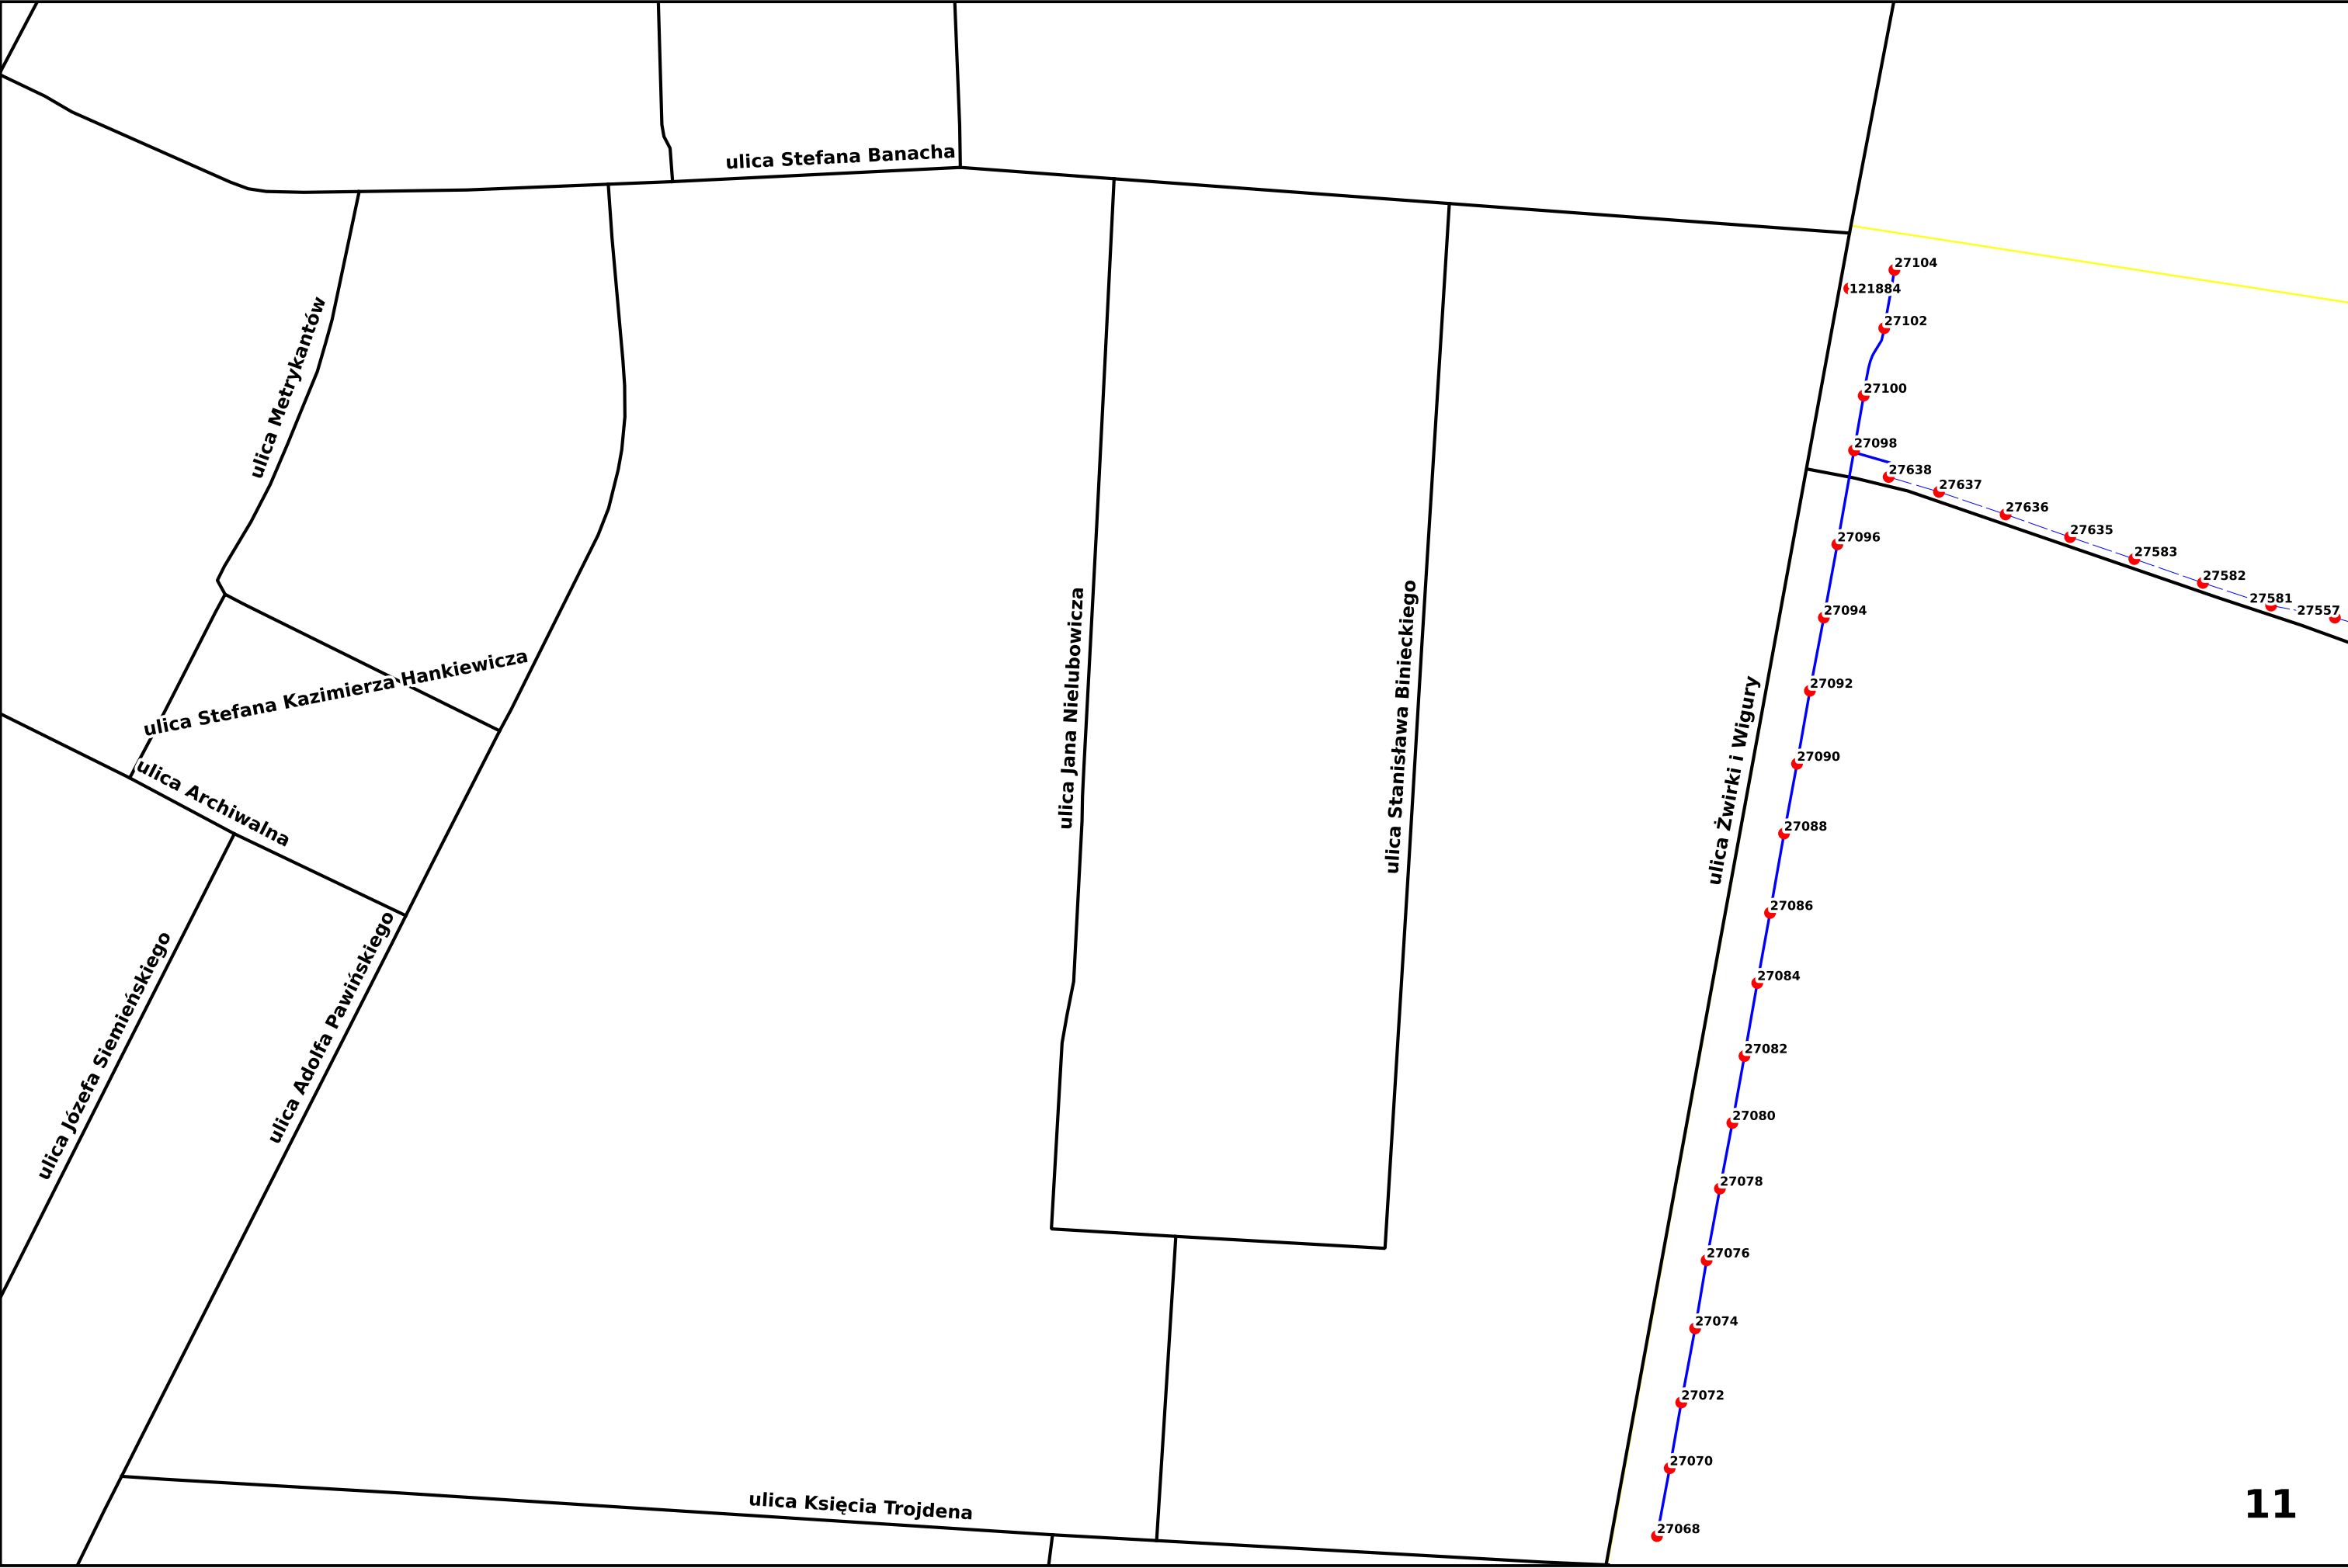 ulica Stefana Banacha
27104
121884
ulica Metrykantów
27102
27100
27098
27638
27637
27636
27635
27096
27583
27582
27581
27557
27094
ulica Jana Nielubowicza
ulica Stanisława Binieckiego
ulica Stefana Kazimierza Hankiewicza
27092
ulica Żwirki i Wigury
27090
ulica Archiwalna
27088
27086
ulica Józefa Siemieńskiego
ulica Adolfa Pawińskiego
27084
27082
27080
27078
27076
27074
27072
27070
ulica Księcia Trojdena
11
27068